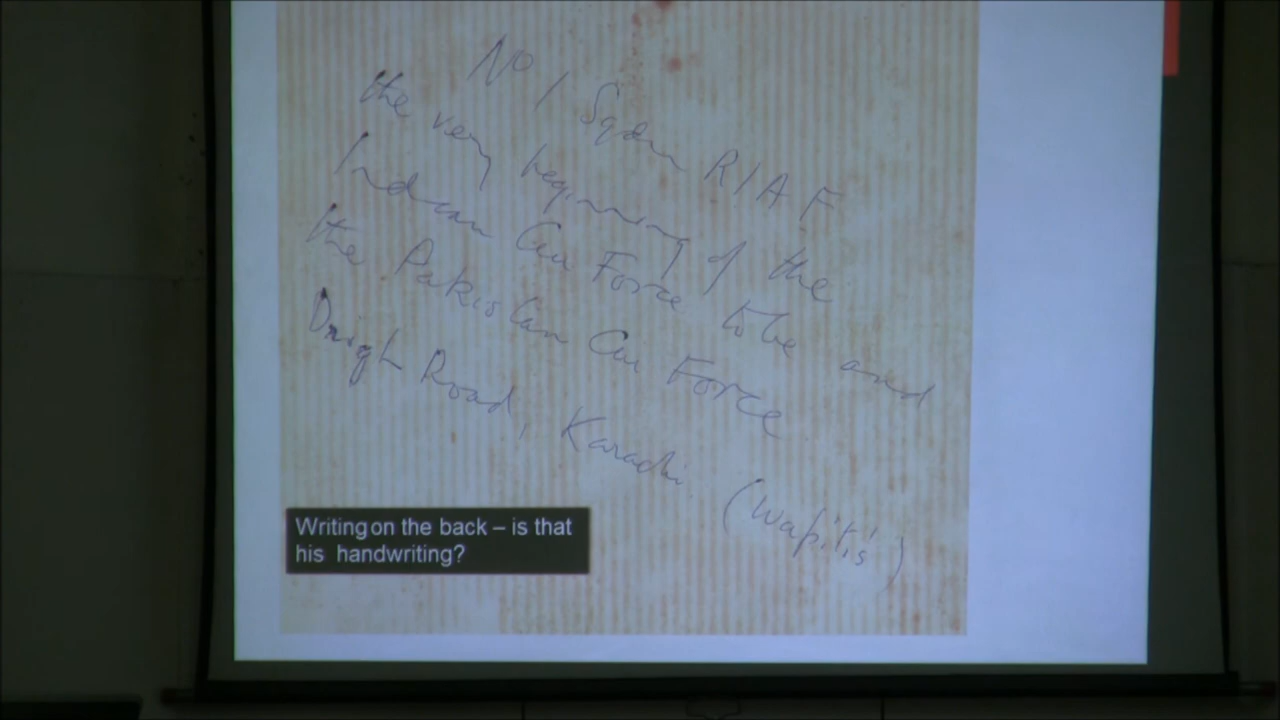 No 1 Sqdn RIAF
the very beginning of the
Indian Air Force to be and
the Pakistan Air Force
Drigh Road, Karachi. (Wapitis)
Writing on the back – is that
his handwriting?